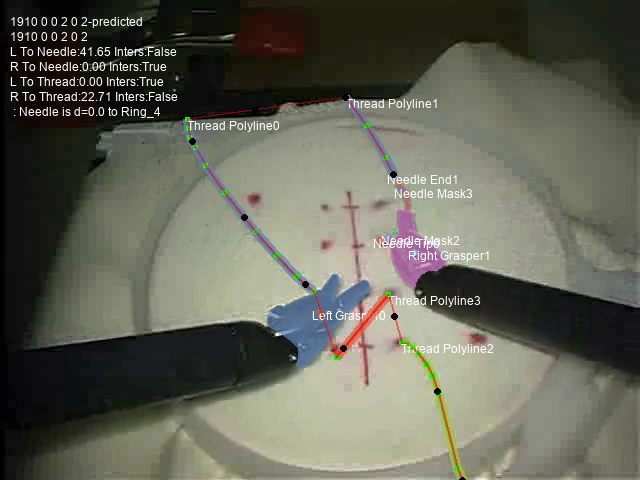 1910 0 0 2 0 2-predicted
1910 0 0 2 0 2
L To Needle:41.65 Inters:False
R To Needle:0.00 Inters:True
L To Thread:0.00 Inters:True
R To Thread:22.71 Inters:False
: Needle is d=0.0 to Ring_4
Thread Polyline1
Thread Polyline0
Needle End1
Needle Mask3
Needle Mask2
Needle
Right Grasper1
Thread Polyline3
Left
Thread Polyline2